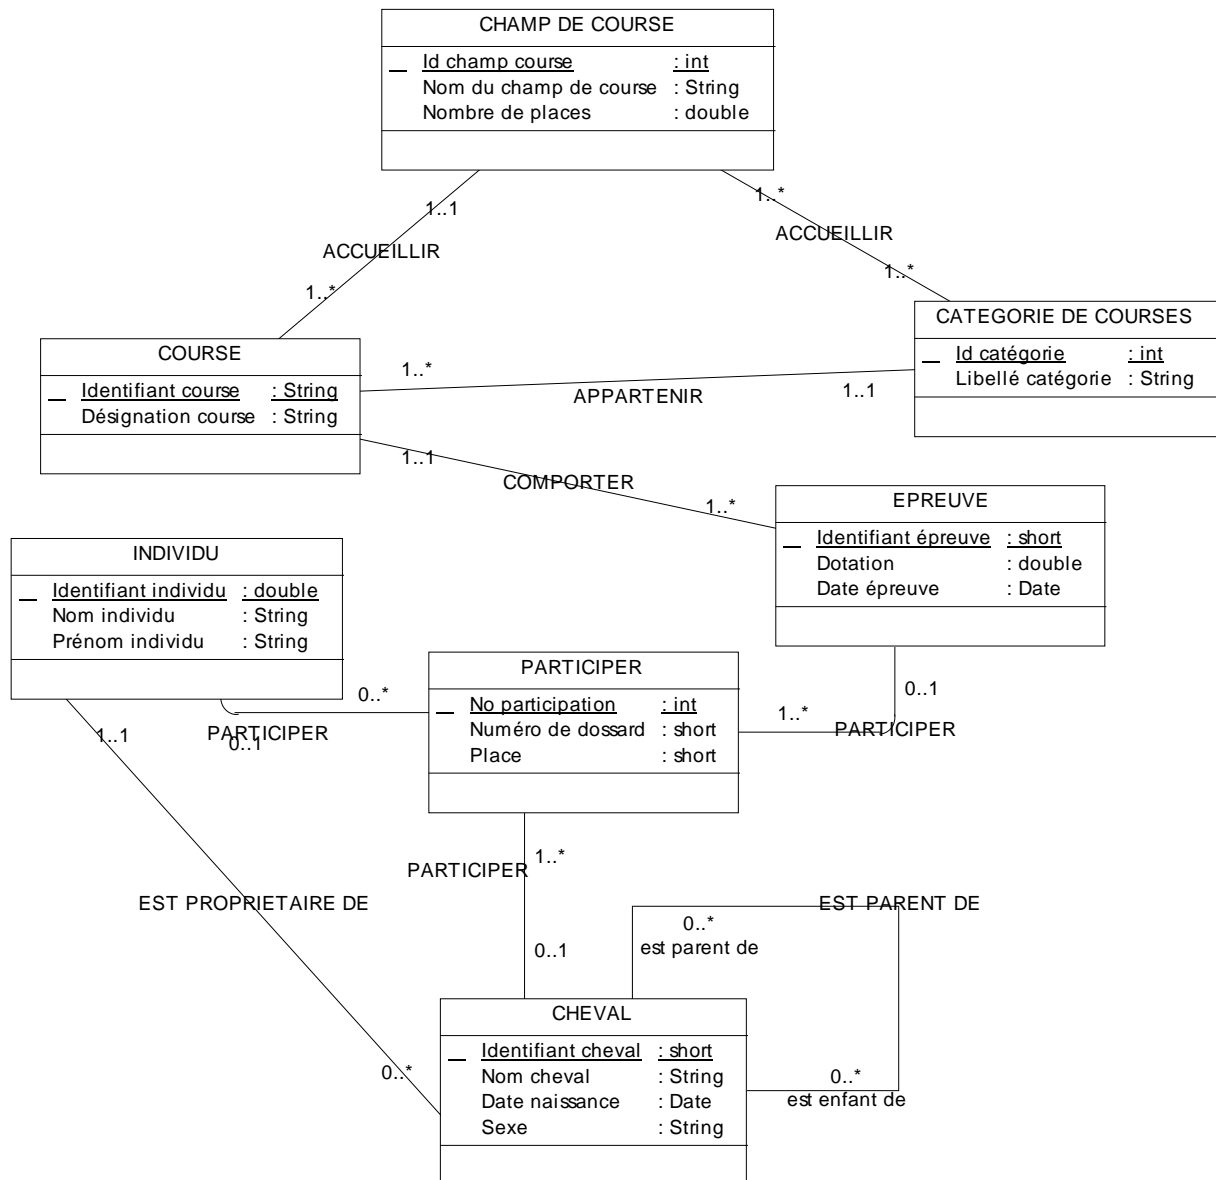 CHAMP DE COURSE
Id champ course : int
Nom du champ de course : String
Nombre de places : double
1..1
1..*
ACCUEILLIR
ACCUEILLIR
1..*
1..*
CATEGORIE DE COURSES
Id catégorie : int
Libellé catégorie : String
COURSE
Identifiant course : String
Désignation course : String
1..*
APPARTENIR
1..1
1..1
COMPORTER
1..*
EPREUVE
Identifiant épreuve : short
Dotation : double
Date épreuve : Date
INDIVIDU
Identifiant individu : double
Nom individu : String
Prénom individu : String
PARTICIPER
No participation : int
Numéro de dossard : short
Place : short
0..*
PARTICIPER
0..1
1..1
0..1
1..*
PARTICIPER
PARTICIPER
1..*
0..1
EST PROPRIETAIRE DE
0..*
EST PARENT DE
0..*
est parent de
CHEVAL
Identifiant cheval : short
Nom cheval : String
Date naissance : Date
Sexe : String
0..*
est enfant de